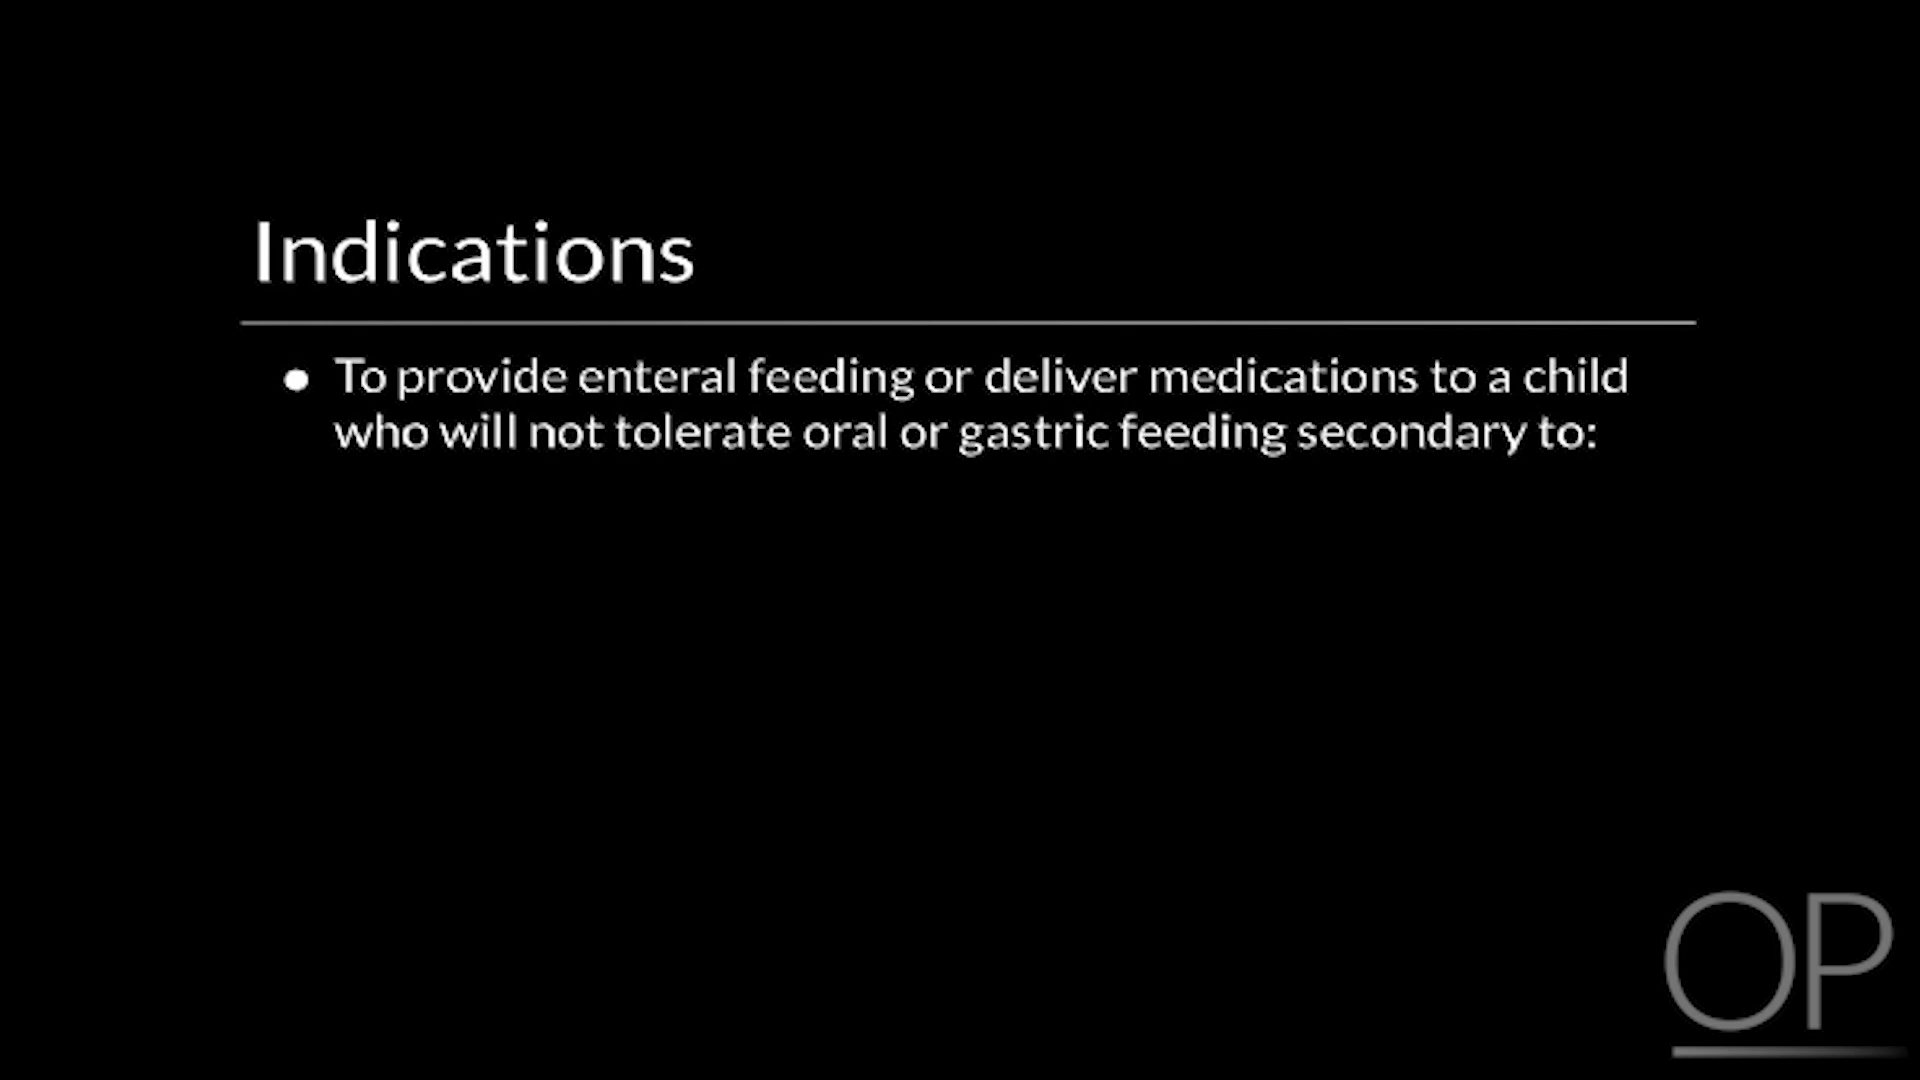 Indications
• To provide enteral feeding or deliver medications to a child
who will not tolerate oral or gastric feeding secondary to:
OP